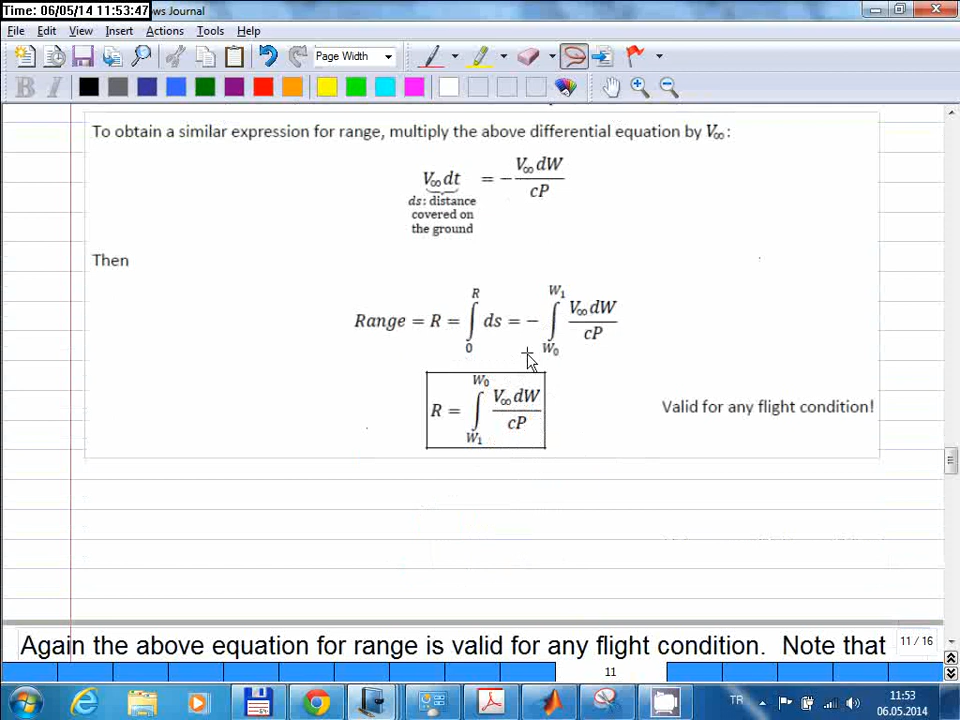 Time: 06/05/14 11:53:47 ws Journal
File Edit View Insert Actions Tools Help
Page Width
B I
To obtain a similar expression for range, multiply the above differential equation by V∞:
V∞dt = − V∞dW / cP
ds: distance
covered on
the ground
Then
Range = R = ∫₀ᴿ ds = − ∫_{W₀}^{W₁} V∞dW / cP
R = ∫_{W₁}^{W₀} V∞dW / cP Valid for any flight condition!
Again the above equation for range is valid for any flight condition. Note that
11 / 16
11
TR 11:53
06.05.2014